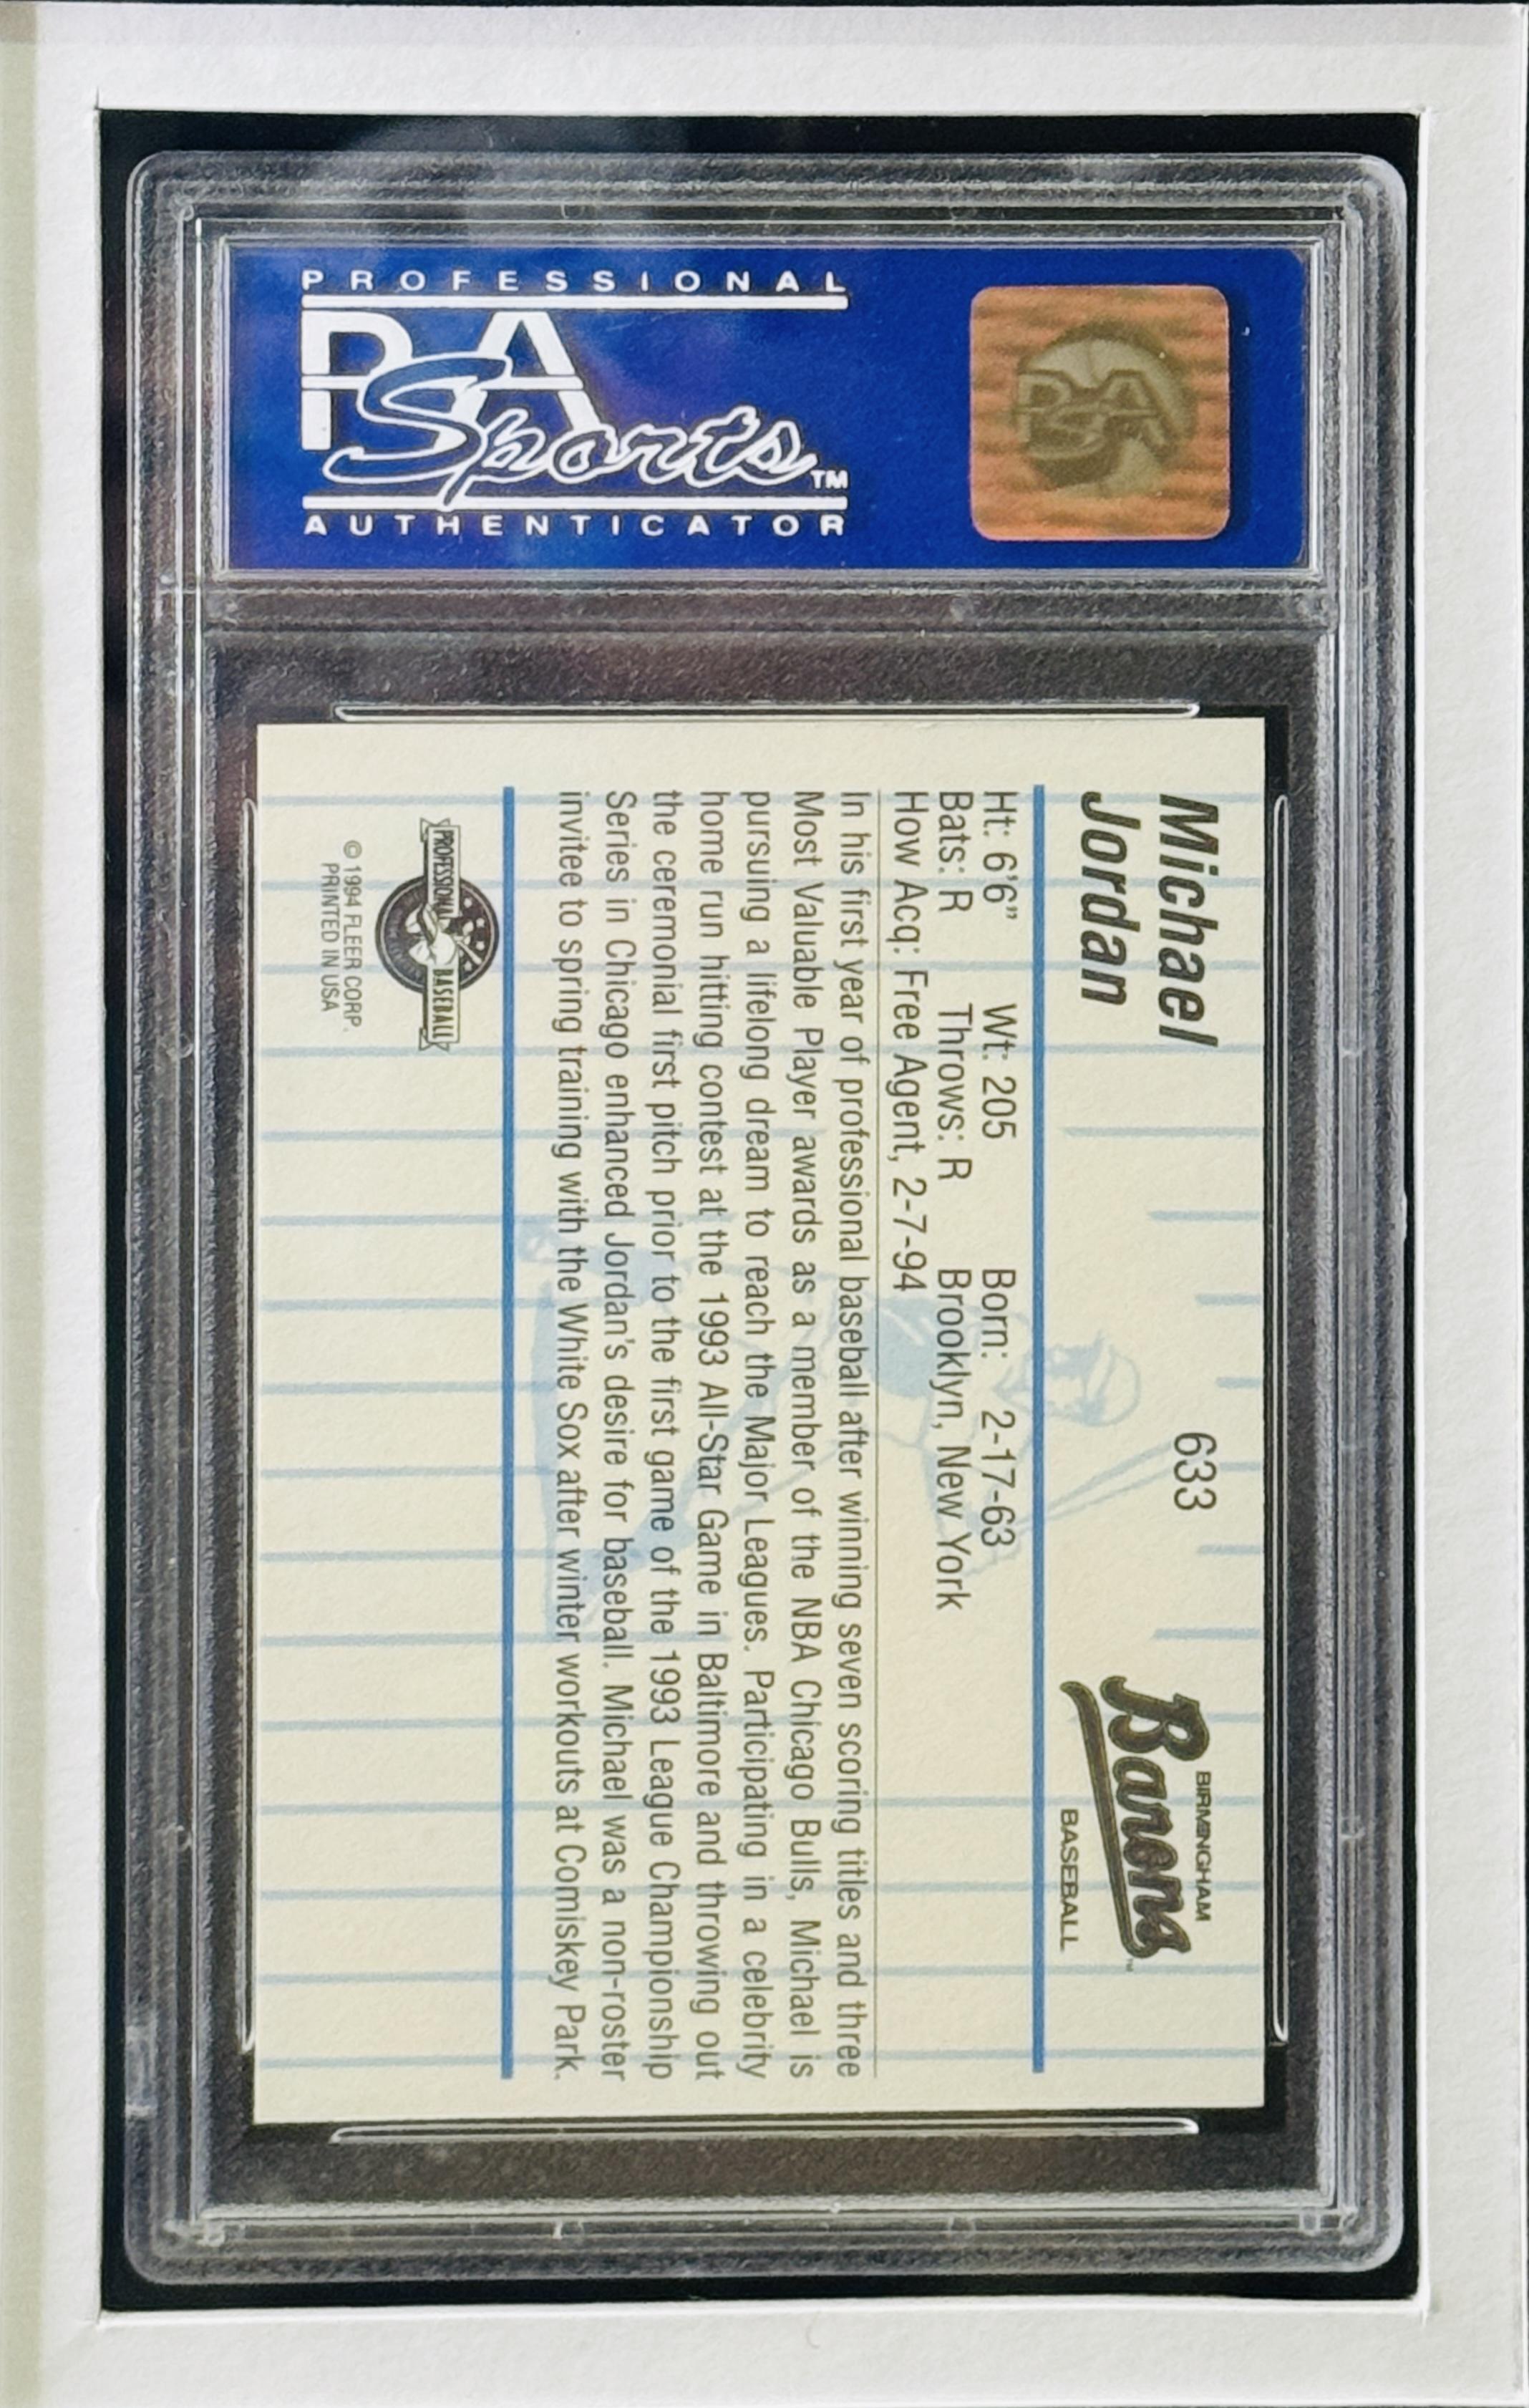 PROFESSIONAL
PSA
Sports™
AUTHENTICATOR
PSA
Michael
Jordan
633
BIRMINGHAM
Barons™
BASEBALL
Ht: 6'6" Wt: 205 Born: 2-17-63
Bats: R Throws: R Brooklyn, New York
How Acq: Free Agent, 2-7-94
In his first year of professional baseball after winning seven scoring titles and three
Most Valuable Player awards as a member of the NBA Chicago Bulls, Michael is
pursuing a lifelong dream to reach the Major Leagues. Participating in a celebrity
home run hitting contest at the 1993 All-Star Game in Baltimore and throwing out
the ceremonial first pitch prior to the first game of the 1993 League Championship
Series in Chicago enhanced Jordan's desire for baseball. Michael was a non-roster
invitee to spring training with the White Sox after winter workouts at Comiskey Park.
PROFESSIONAL BASEBALL
© 1994 FLEER CORP.
PRINTED IN USA